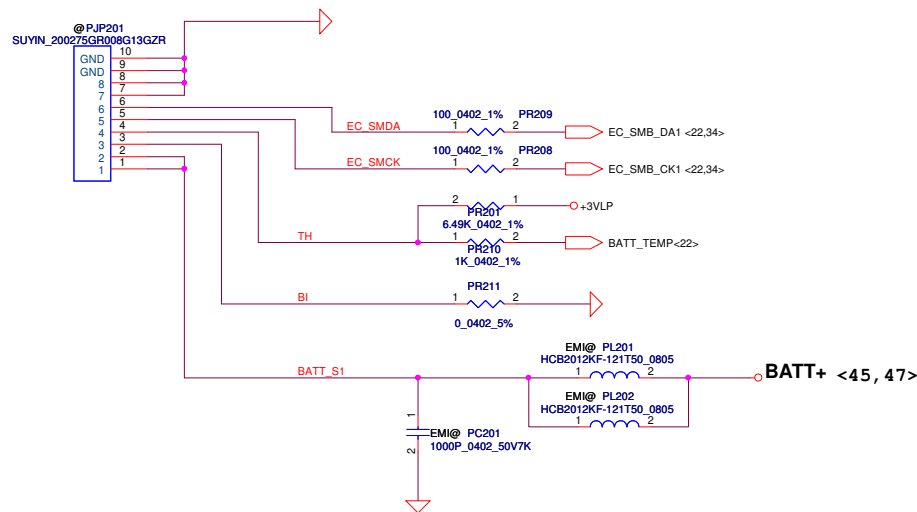 @ PJP201
SUYIN_200275GR008G13GZR
GND 10
GND 9
8 8
7 7
6 6
5 5
4 4
3 3
2 2
1 1
EC_SMDA
100_0402_1% PR209
1 2
EC_SMB_DA1 <22,34>
EC_SMCK
100_0402_1% PR208
1 2
EC_SMB_CK1 <22,34>
2 1
+3VLP
PR201
6.49K_0402_1%
TH
1 2
BATT_TEMP<22>
PR210
1K_0402_1%
BI
PR211
1 2
0_0402_5%
EMI@ PL201
HCB2012KF-121T50_0805
BATT_S1
1 2
BATT+ <45,47>
EMI@ PL202
HCB2012KF-121T50_0805
1 2
1
EMI@ PC201
1000P_0402_50V7K
2